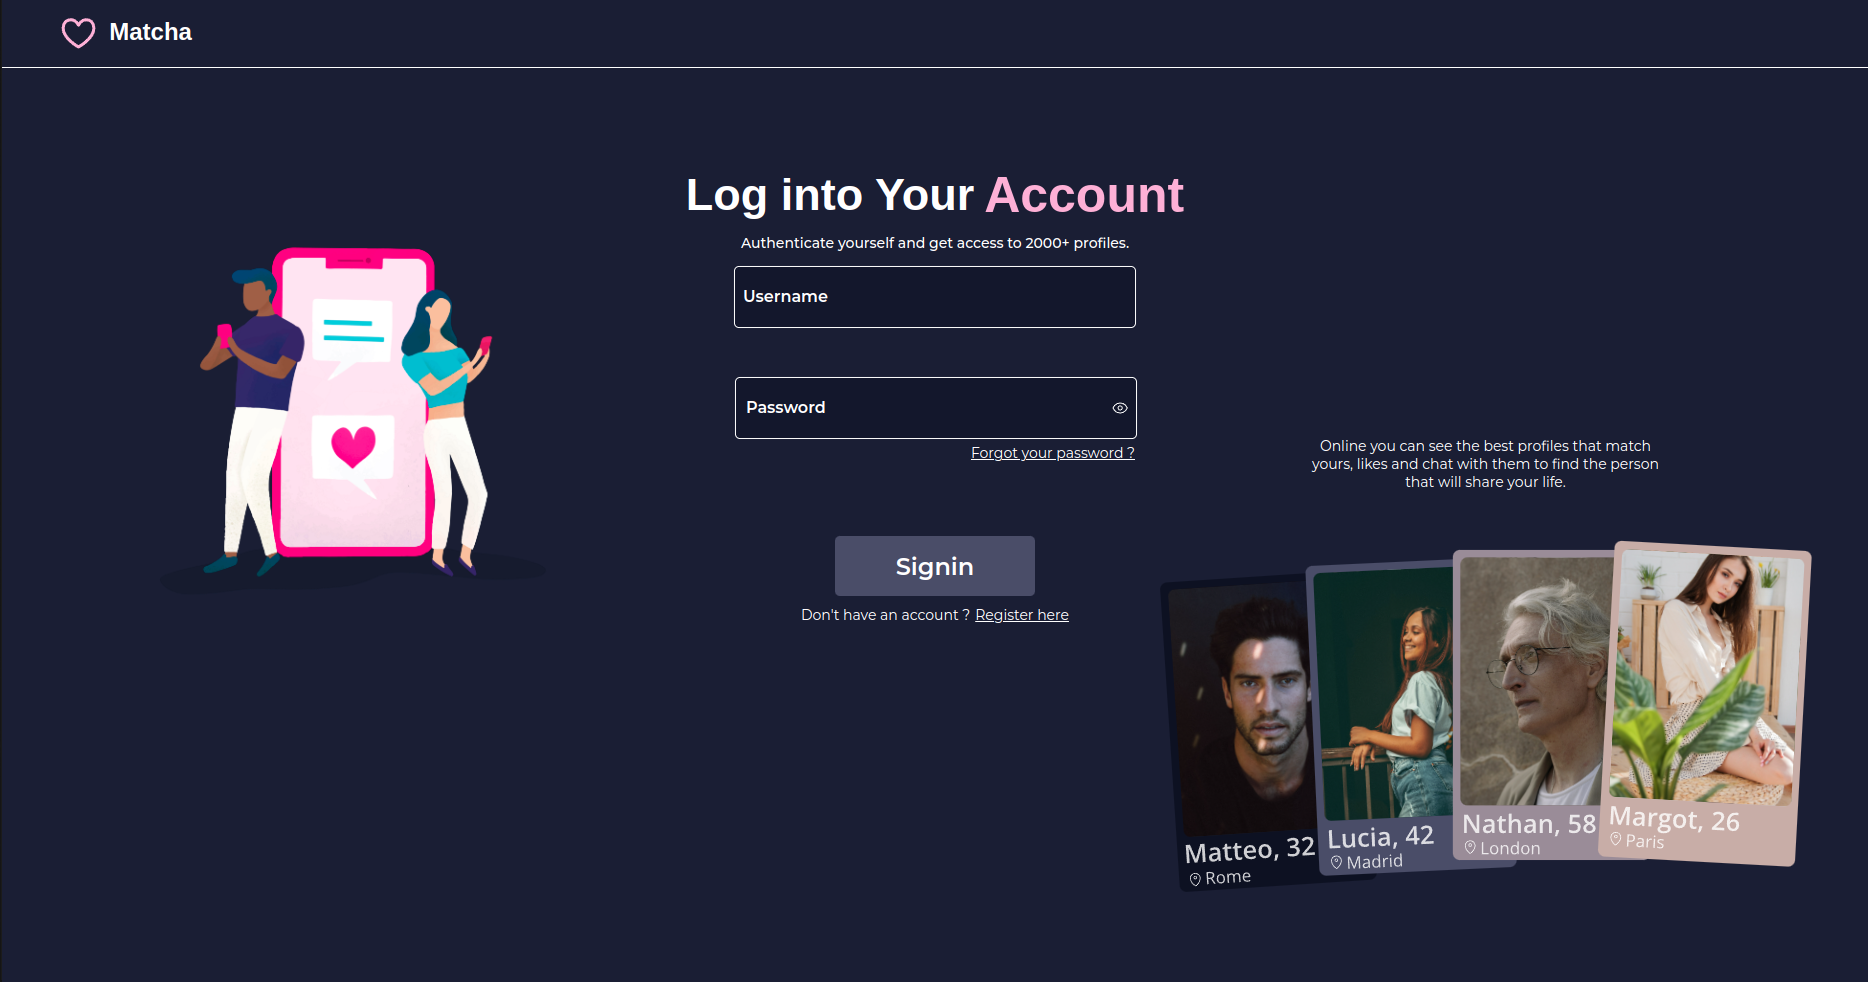 Matcha
Log into Your Account
Authenticate yourself and get access to 2000+ profiles.
Username
Password
Forgot your password ?
Signin
Don't have an account ? Register here
Online you can see the best profiles that match
yours, likes and chat with them to find the person
that will share your life.
Matteo, 32
Rome
Lucia, 42
Madrid
Nathan, 58
London
Margot, 26
Paris